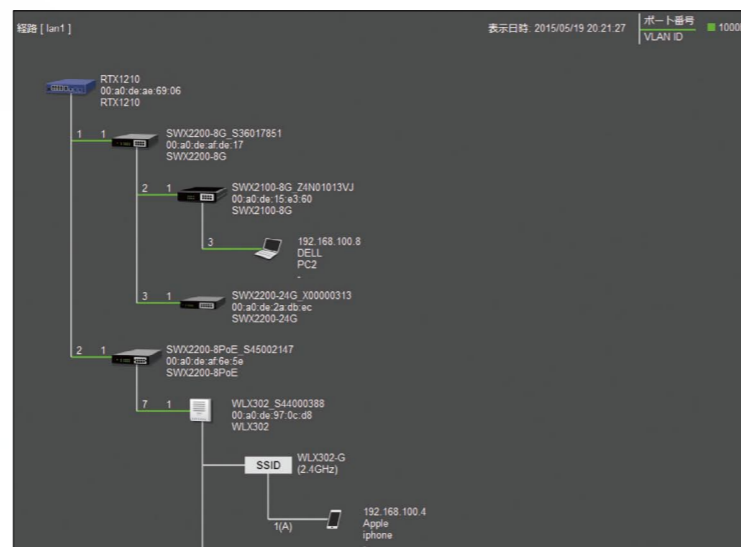 経路 [ lan1 ]
表示日時: 2015/05/19 20:21:27
ポート番号
VLAN ID
1000
RTX1210
00:a0:de:ae:69:06
RTX1210
1 1
SWX2200-8G_S36017851
00:a0:de:af:de:17
SWX2200-8G
2 1
SWX2100-8G_Z4N01013VJ
00:a0:de:15:e3:60
SWX2100-8G
3
192.168.100.8
DELL
PC2
-
3 1
SWX2200-24G_X00000313
00:a0:de:2a:db:ec
SWX2200-24G
2 1
SWX2200-8PoE_S45002147
00:a0:de:af:6e:5e
SWX2200-8PoE
7 1
WLX302_S44000388
00:a0:de:97:0c:d8
WLX302
SSID
WLX302-G
(2.4GHz)
1(A)
192.168.100.4
Apple
iphone